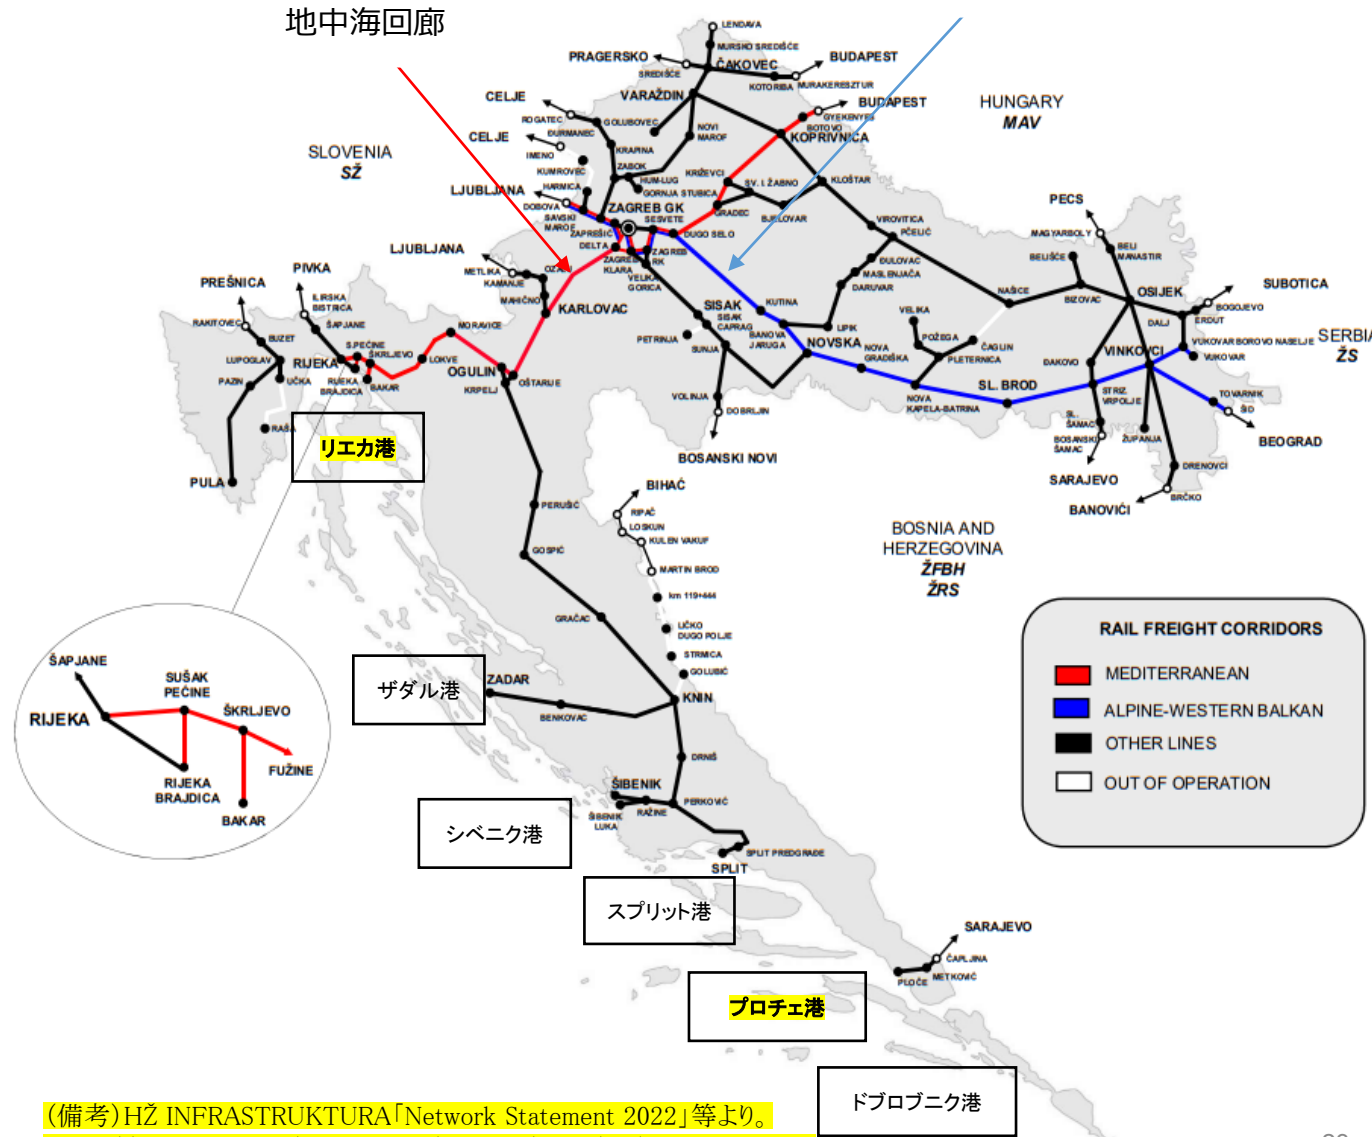 地中海回廊
LENDAVA
MURSKO SREDIŠĆE
PRAGERSKO
SREDIŠĆE
ČAKOVEC
BUDAPEST
KOTORIBA
MURAKERESZTUR
CELJE
VARAŽDIN
BUDAPEST
HUNGARY
MAV
ROGATEC
ĐURMANEC
GOLUBOVEC
NOVI
MAROF
GYEKENYES
BOTOVO
KOPRIVNICA
CELJE
IMENO
KRAPINA
SLOVENIA
SŽ
KUMROVEC
ZABOK
KRIŽEVCI
HARMICA
HUM-LUG
GORNJA STUBICA
SV. I. ŽABNO
KLOŠTAR
LJUBLJANA
DOBOVA
SAVSKI
MAROF
ZAGREB GK
SESVETE
GRADEC
BJELOVAR
PECS
ZAPREŠIĆ
DUGO SELO
VIROVITICA
PČELIĆ
MAGYARBOLY
DELTA
ZAGREB
KLARA
ZAGREB
RK
BELI
MANASTIR
LJUBLJANA
VELIKA
GORICA
ĐULOVAC
MASLENJAČA
DARUVAR
BELIŠĆE
METLIKA
KAMANJE
OZALJ
PIVKA
PREŠNICA
MAHIČNO
KARLOVAC
SISAK
SISAK
CAPRAG
KUTINA
VELIKA
NAŠICE
BIZOVAC
OSIJEK
SUBOTICA
BOGOJEVO
ERDUT
DALJ
ILIRSKA
BISTRICA
RAKITOVEC
ŠAPJANE
MORAVICE
PETRINJA
SUNJA
BANOVA
JARUGA
LIPIK
POŽEGA
ČAGLIN
BUZET
S.PEĆINE
ŠKRLJEVO
LOKVE
NOVSKA
NOVA
GRADIŠKA
PLETERNICA
ĐAKOVO
VINKOVCI
VUKOVAR BOROVO NASELJE
VUKOVAR
SERBIA
ŽS
LUPOGLAV
RIJEKA
OGULIN
PAZIN
UČKA
RIJEKA
BRAJDICA
BAKAR
KRPELJ
OŠTARIJE
VOLINJA
DOBRLJIN
NOVA
KAPELA-BATRINA
SL. BROD
STRIZ.
VRPOLJE
TOVARNIK
ŠID
RAŠA
SL.
ŠAMAC
BOSANSKI
ŠAMAC
ŽUPANJA
BEOGRAD
リエカ港
BOSANSKI NOVI
DRENOVCI
PULA
SARAJEVO
BIHAĆ
BRČKO
BANOVIĆI
PERUŠIĆ
RIPAČ
LOSKUN
KULEN VAKUF
BOSNIA AND
HERZEGOVINA
ŽFBH
ŽRS
GOSPIĆ
MARTIN BROD
km 119+444
GRAČAC
LIČKO
DUGO POLJE
RAIL FREIGHT CORRIDORS
STRMICA
ŠAPJANE
GOLUBIĆ
MEDITERRANEAN
SUŠAK
PEĆINE
ザダル港
ZADAR
KNIN
ŠKRLJEVO
ALPINE-WESTERN BALKAN
RIJEKA
BENKOVAC
OTHER LINES
FUŽINE
DRNIŠ
OUT OF OPERATION
RIJEKA
BRAJDICA
ŠIBENIK
BAKAR
PERKOVIĆ
シベニク港
ŠIBENIK
LUKA
RAŽINE
SPLIT PREDGRAĐE
SPLIT
スプリット港
SARAJEVO
ČAPLJINA
PLOČE
METKOVIĆ
プロチェ港
ドブロブニク港
(備考)HŽ INFRASTRUKTURA「Network Statement 2022」等より。